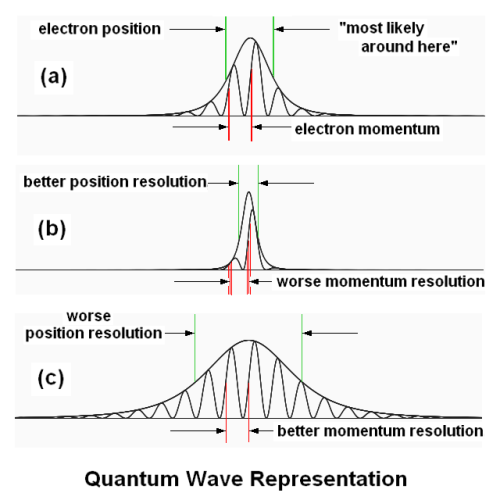 electron position
"most likely
around here"
(a)
electron momentum
better position resolution
(b)
worse momentum resolution
worse
position resolution
(c)
better momentum resolution
Quantum Wave Representation